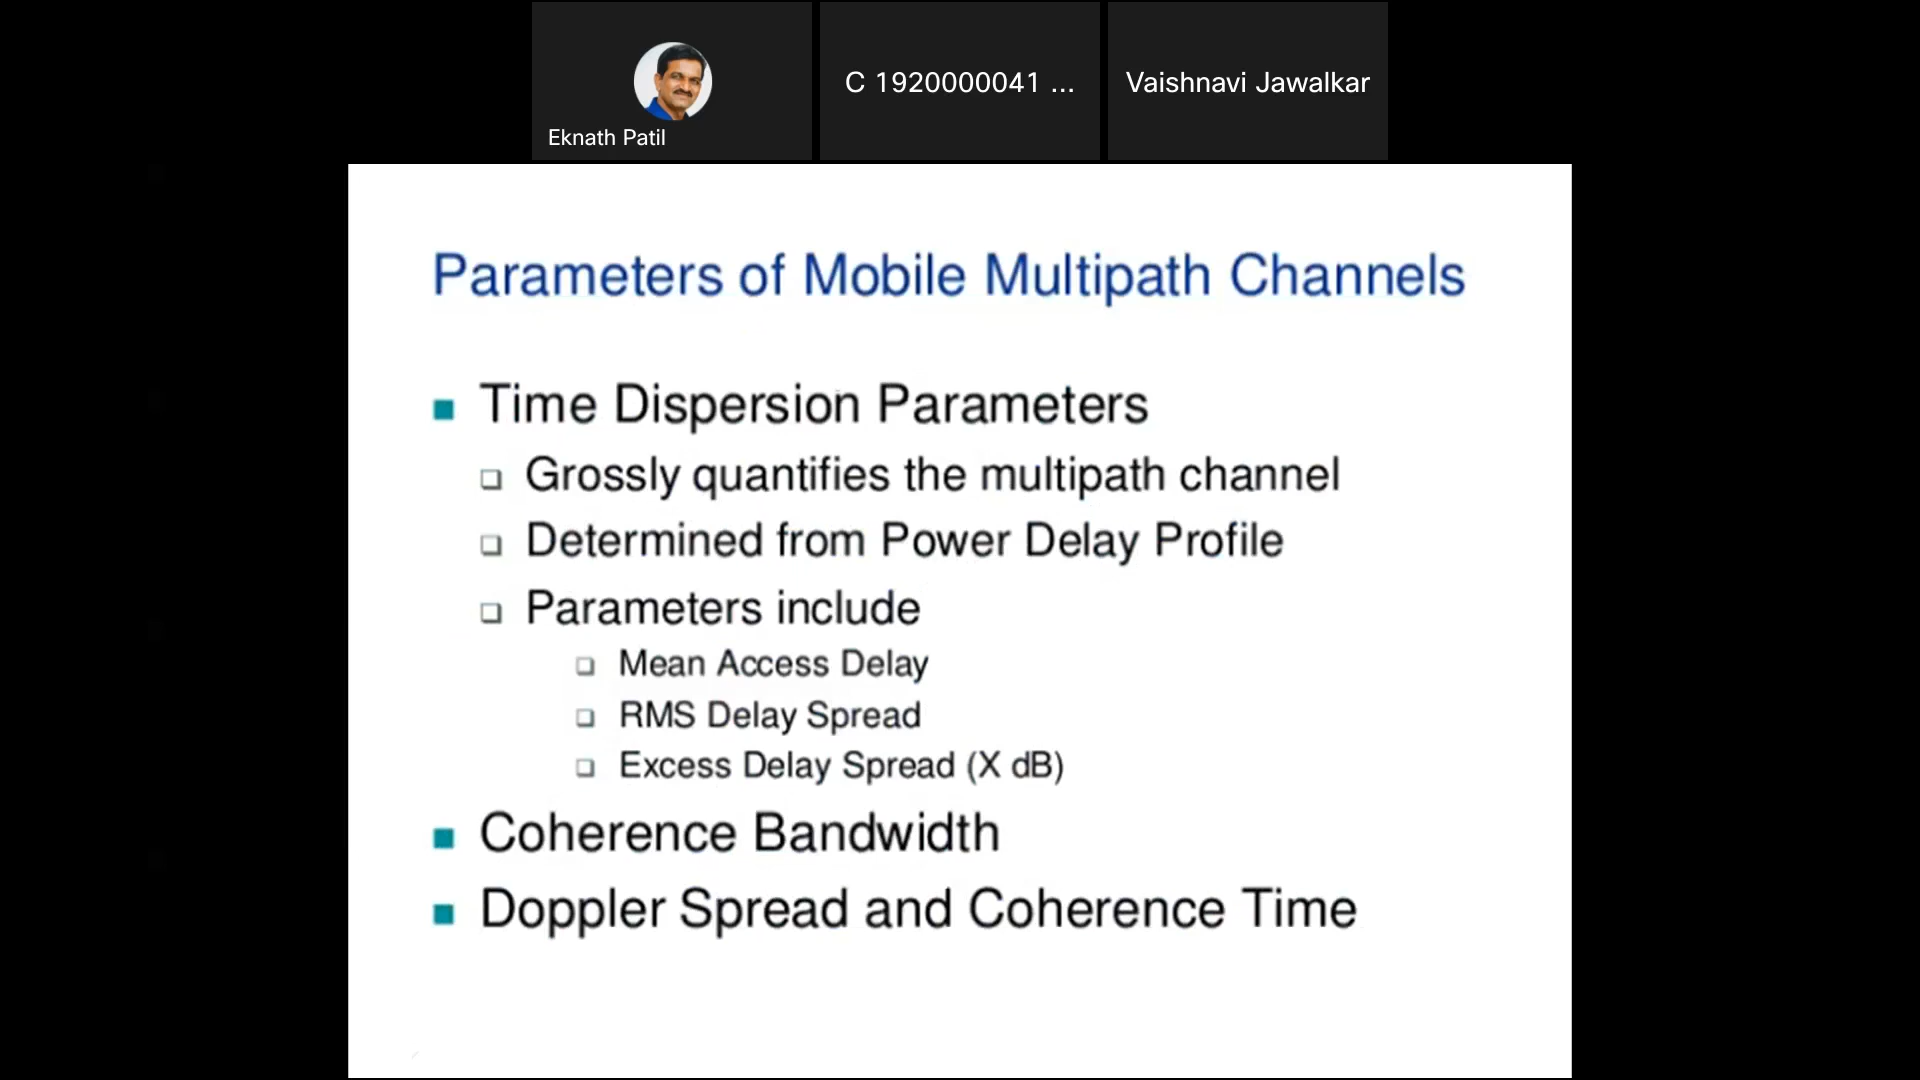 Eknath Patil
C 1920000041 ...
Vaishnavi Jawalkar
Parameters of Mobile Multipath Channels
Time Dispersion Parameters
Grossly quantifies the multipath channel
Determined from Power Delay Profile
Parameters include
Mean Access Delay
RMS Delay Spread
Excess Delay Spread (X dB)
Coherence Bandwidth
Doppler Spread and Coherence Time